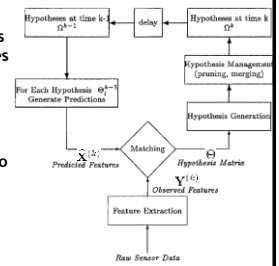 s
es
o
Hypotheses at time k-1
Ω^{k-1}
delay
Hypotheses at time k
Ω^k
Hypothesis Management
(pruning, merging)
For Each Hypothesis Θ^{k-1}
Generate Predictions
Hypothesis Generation
X̂^{(k)}
Predicted Features
Matching
Θ
Hypothesis Matrix
Y^{(k)}
Observed Features
Feature Extraction
Raw Sensor Data